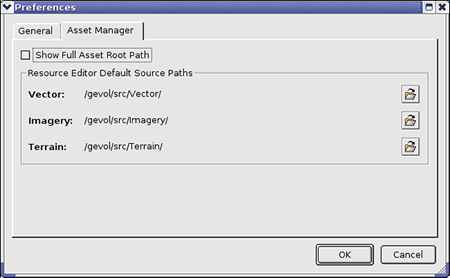 Preferences
General Asset Manager
Show Full Asset Root Path
Resource Editor Default Source Paths
Vector: /gevol/src/Vector/
Imagery: /gevol/src/Imagery/
Terrain: /gevol/src/Terrain/
OK Cancel